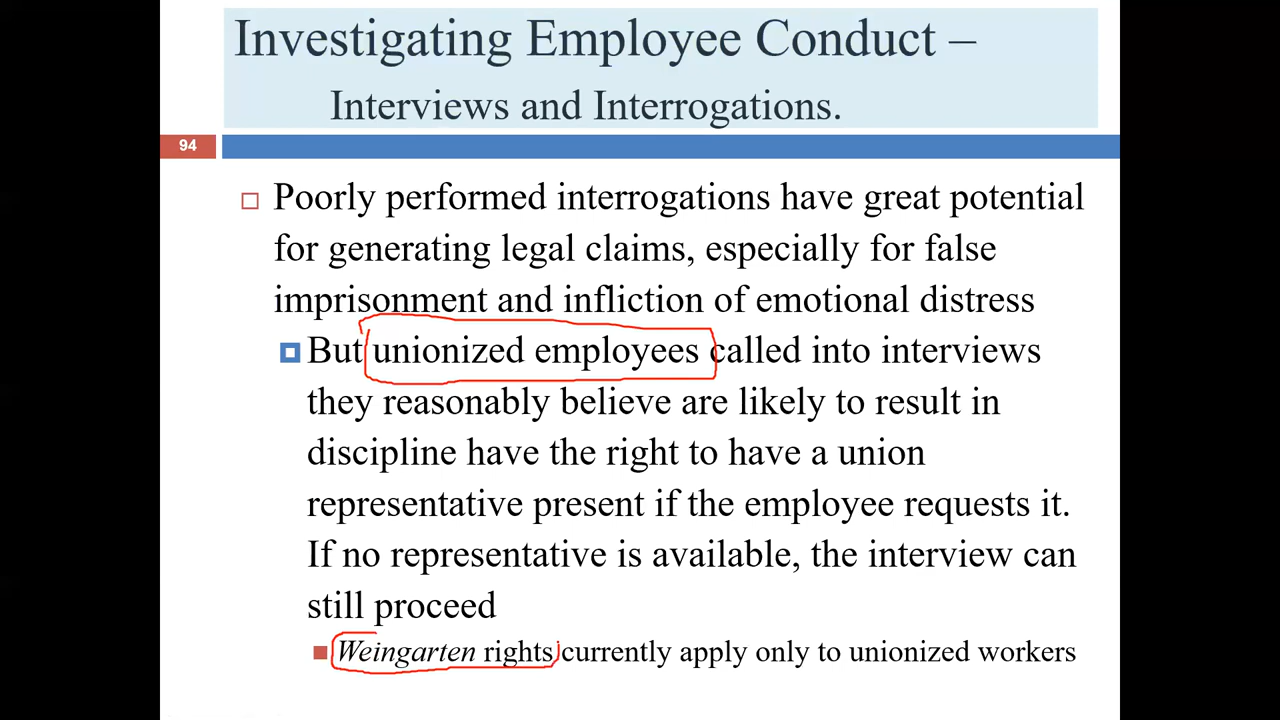 Investigating Employee Conduct –
Interviews and Interrogations.
94
Poorly performed interrogations have great potential
for generating legal claims, especially for false
imprisonment and infliction of emotional distress
But unionized employees called into interviews
they reasonably believe are likely to result in
discipline have the right to have a union
representative present if the employee requests it.
If no representative is available, the interview can
still proceed
Weingarten rights currently apply only to unionized workers